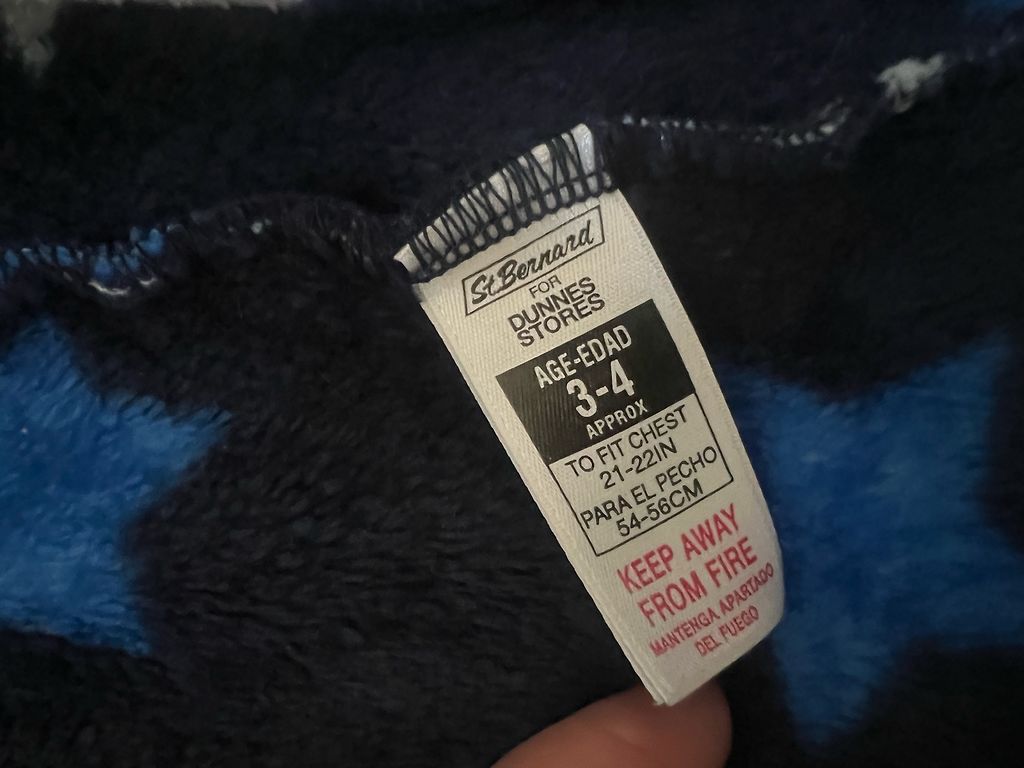 St. Bernard
FOR
DUNNES
STORES
AGE-EDAD
3-4
APPROX
TO FIT CHEST
21-22IN
PARA EL PECHO
54-56CM
KEEP AWAY
FROM FIRE
MANTENGA APARTADO
DEL FUEGO